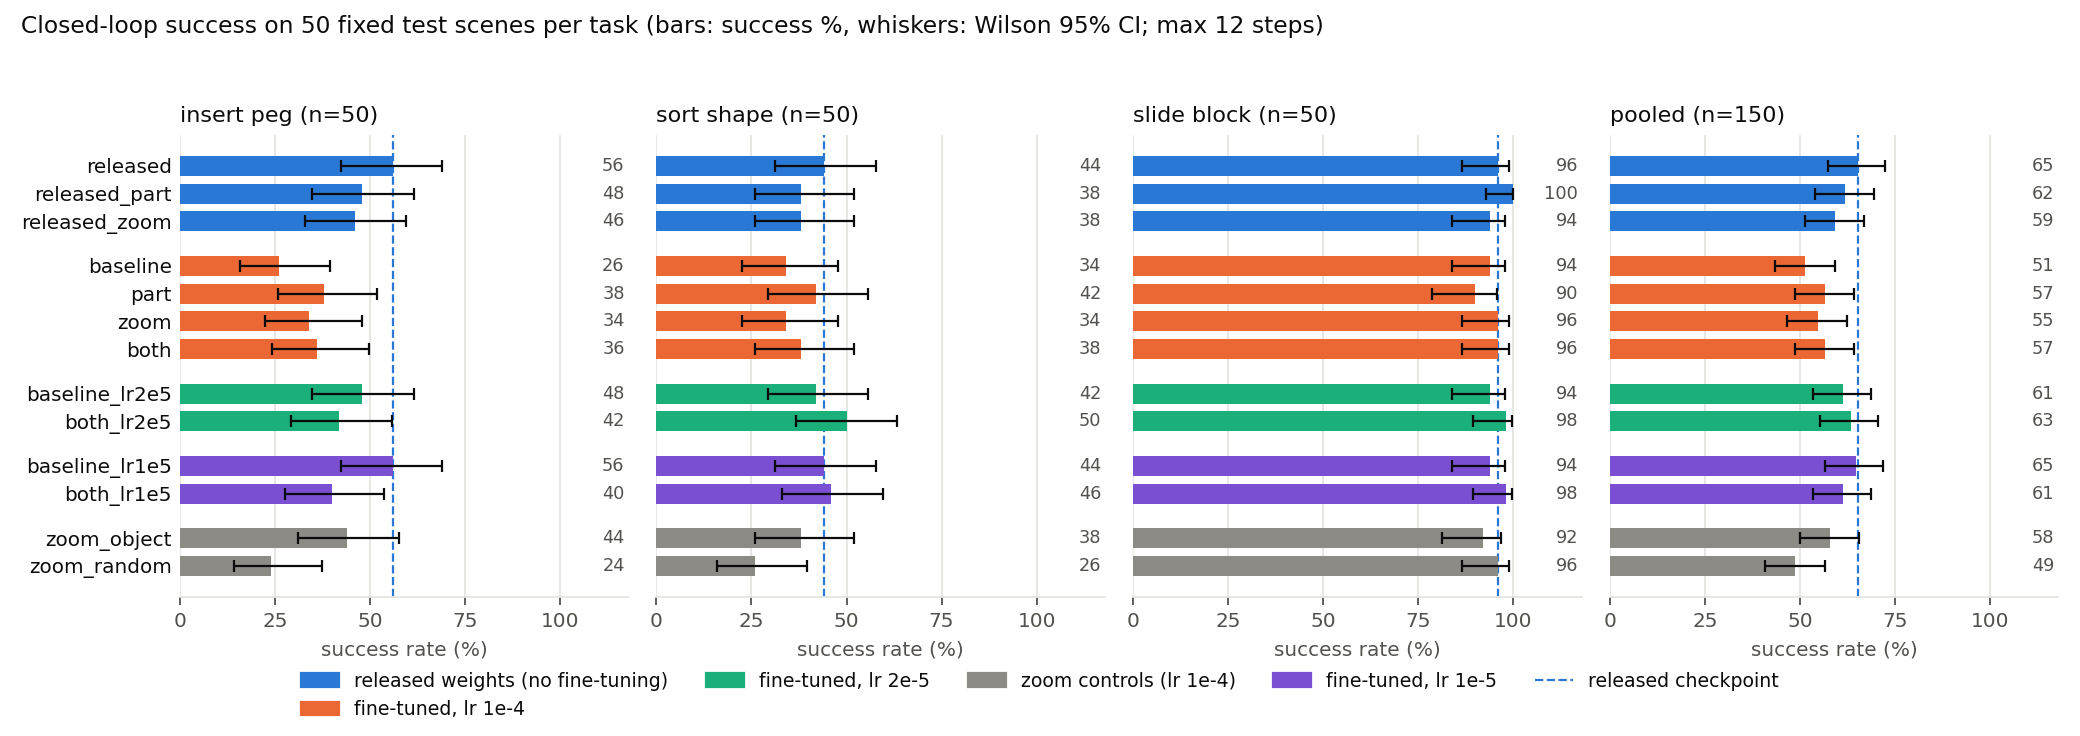 Closed-loop success on 50 fixed test scenes per task (bars: success %, whiskers: Wilson 95% CI; max 12 steps)
insert peg (n=50) sort shape (n=50) slide block (n=50) pooled (n=150)
released 56 44 96 65
released_part 48 38 100 62
released_zoom 46 38 94 59
baseline 26 34 94 51
part 38 42 90 57
zoom 34 34 96 55
both 36 38 96 57
baseline_lr2e5 48 42 94 61
both_lr2e5 42 50 98 63
baseline_lr1e5 56 44 94 65
both_lr1e5 40 46 98 61
zoom_object 44 38 92 58
zoom_random 24 26 96 49
0 25 50 75 100 0 25 50 75 100 0 25 50 75 100 0 25 50 75 100
success rate (%) success rate (%) success rate (%) success rate (%)
released weights (no fine-tuning) fine-tuned, lr 2e-5 zoom controls (lr 1e-4) fine-tuned, lr 1e-5 released checkpoint
fine-tuned, lr 1e-4